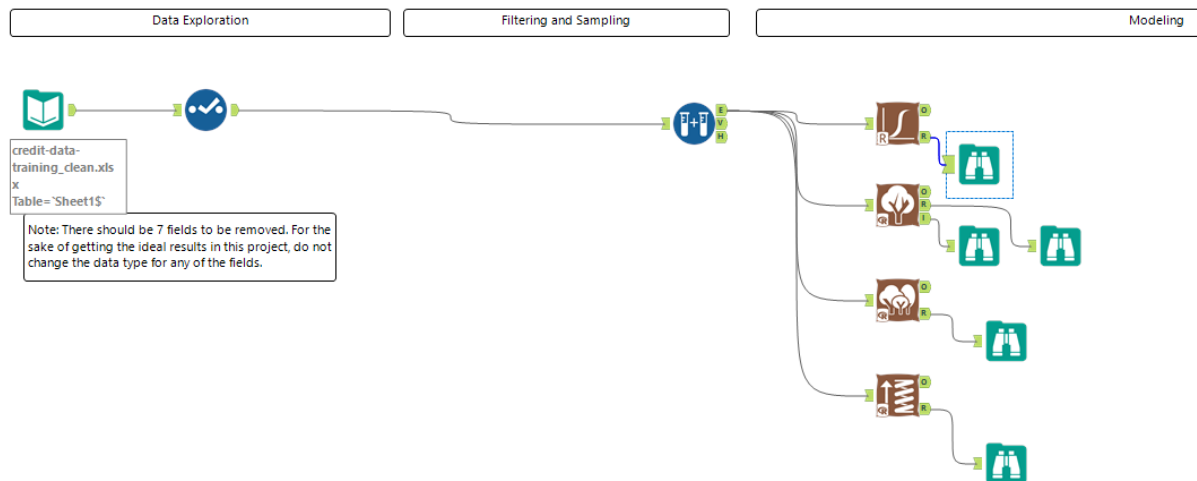 Data Exploration
Filtering and Sampling
Modeling
E
V
H
O
R
R
credit-data-
training_clean.xls
x
Table=`Sheet1$`
Note: There should be 7 fields to be removed. For the
sake of getting the ideal results in this project, do not
change the data type for any of the fields.
O
R
I
R
O
R
R
O
R
R